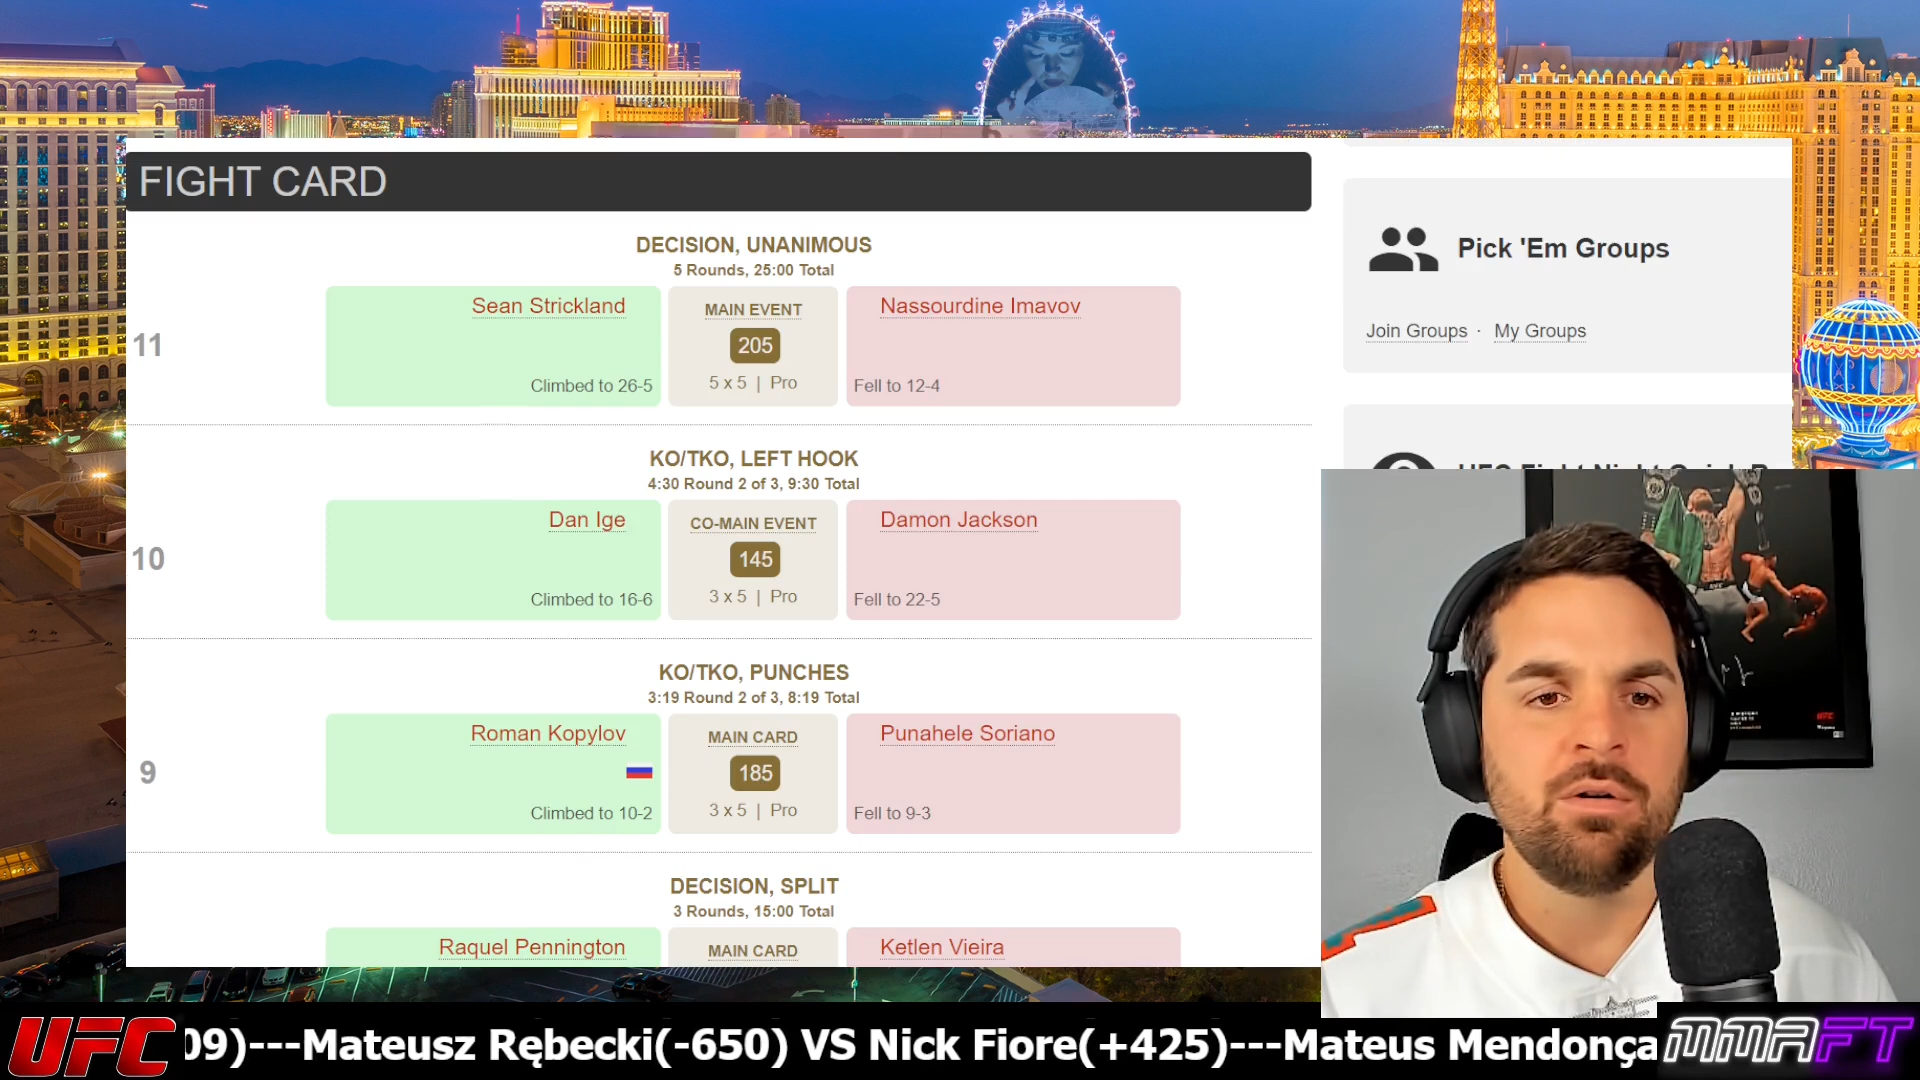 FIGHT CARD
DECISION, UNANIMOUS
5 Rounds, 25:00 Total
11
Sean Strickland
Climbed to 26-5
MAIN EVENT
205
5 x 5 | Pro
Nassourdine Imavov
Fell to 12-4
KO/TKO, LEFT HOOK
4:30 Round 2 of 3, 9:30 Total
10
Dan Ige
Climbed to 16-6
CO-MAIN EVENT
145
3 x 5 | Pro
Damon Jackson
Fell to 22-5
KO/TKO, PUNCHES
3:19 Round 2 of 3, 8:19 Total
9
Roman Kopylov
Climbed to 10-2
MAIN CARD
185
3 x 5 | Pro
Punahele Soriano
Fell to 9-3
DECISION, SPLIT
3 Rounds, 15:00 Total
Raquel Pennington
MAIN CARD
Ketlen Vieira
Pick 'Em Groups
Join Groups · My Groups
UFC
09)---Mateusz Rębecki(-650) VS Nick Fiore(+425)---Mateus Mendonça
MMAFT